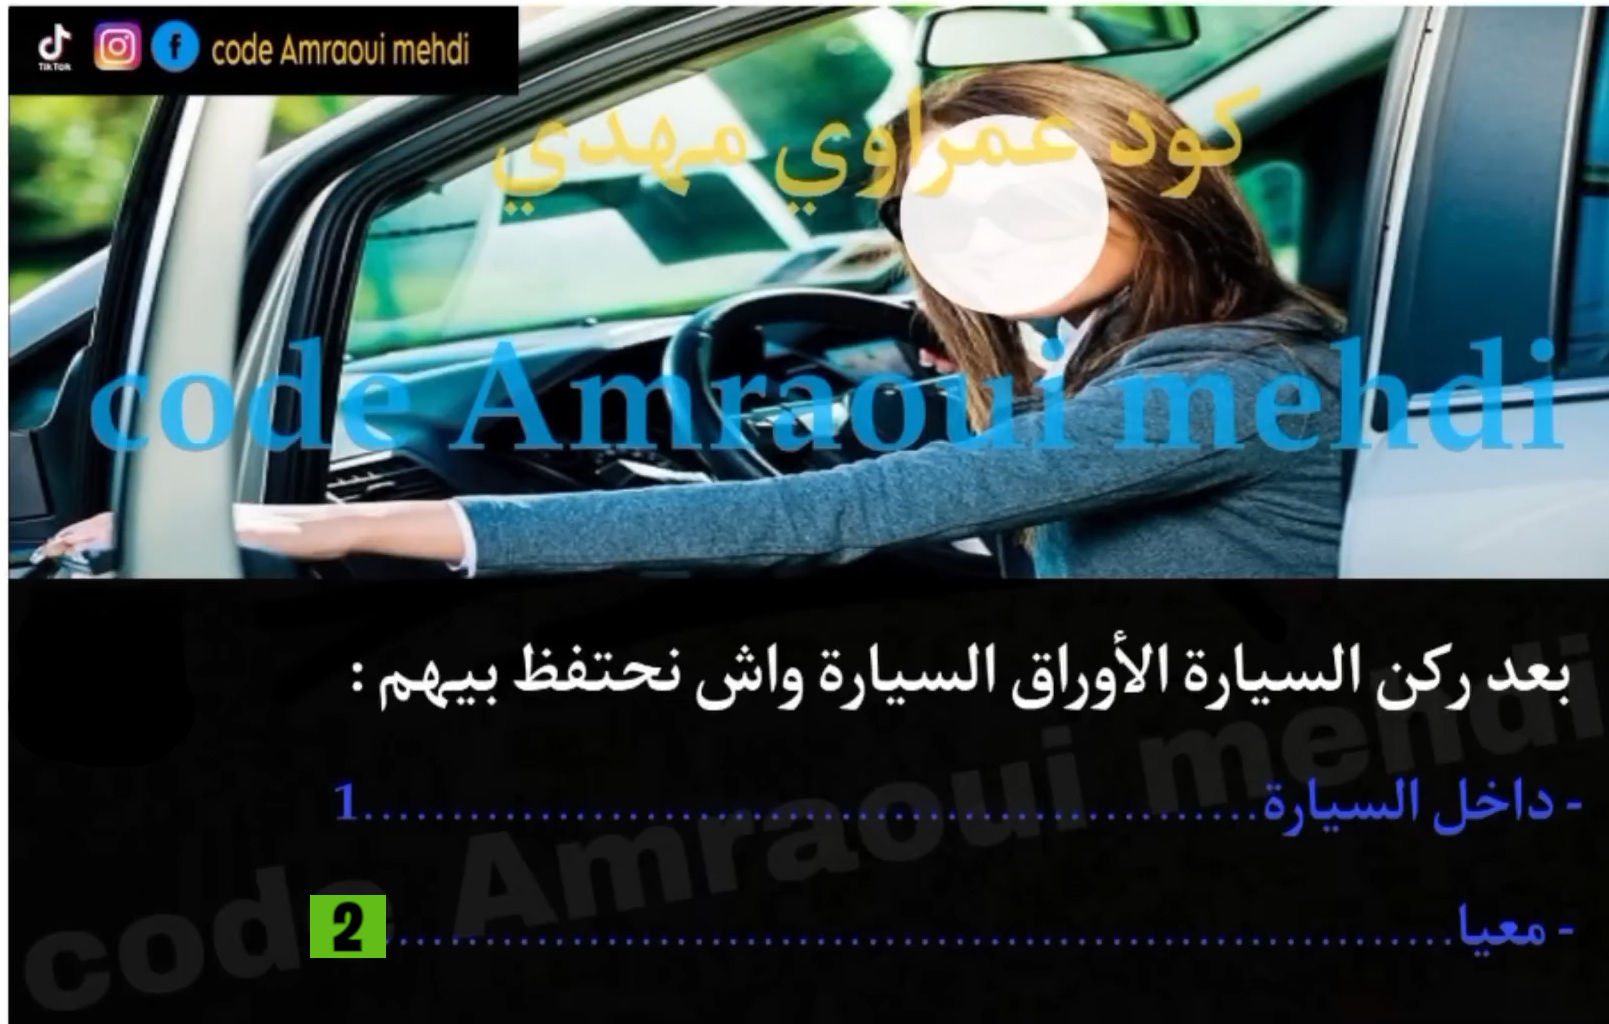 TikTok
code Amraoui mehdi
كود عمراوي مهدي
code Amraoui mehdi
بعد ركن السيارة الأوراق السيارة واش نحتفظ بيهم :
- داخل السيارة........................................1
- معيا................................................2
code Amraoui mehdi